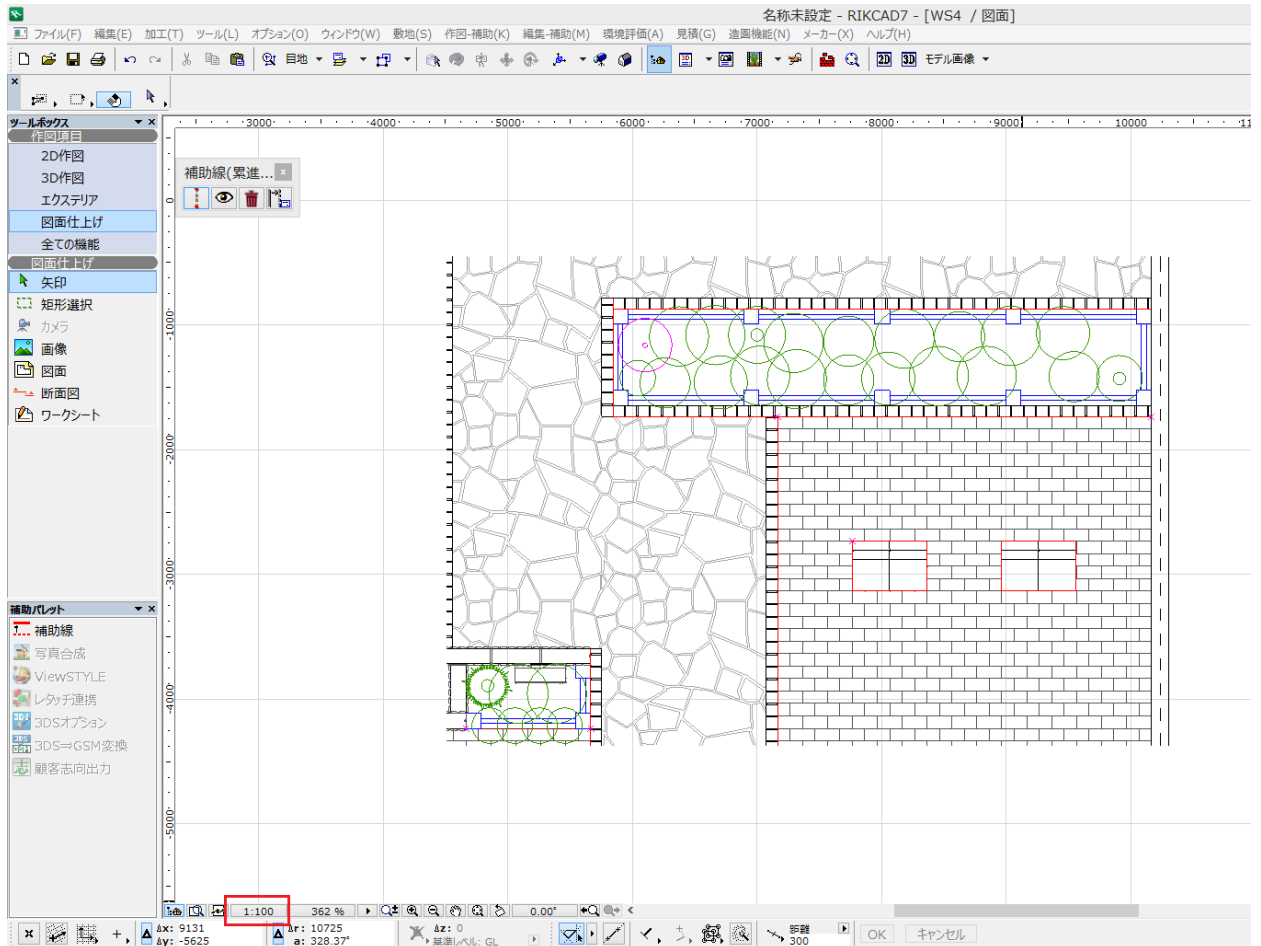 名称未設定 - RIKCAD7 - [WS4 / 図面]
ファイル(F) 編集(E) 加工(T) ツール(L) オプション(O) ウィンドウ(W) 敷地(S) 作図-補助(K) 編集-補助(M) 環境評価(A) 見積(G) 造園機能(N) メーカー(X) ヘルプ(H)
目地 2D 3D モデル画像
ツールボックス
作図項目
2D作図
3D作図
エクステリア
図面仕上げ
全ての機能
図面仕上げ
矢印
矩形選択
カメラ
画像
図面
断面図
ワークシート
補助パレット
補助線
写真合成
ViewSTYLE
レタッチ連携
3DSオプション
3DS⇒GSM変換
顧客志向出力
3000 4000 5000 6000 7000 8000 9000 10000 11
補助線(累進...
0
-1000
-2000
-3000
-4000
-5000
1:100 362 % 0.00°
Δx: 9131
Δy: -5625
Δr: 10725
a: 328.37°
Δz: 0
基準レベル: GL
距離
300
OK キャンセル